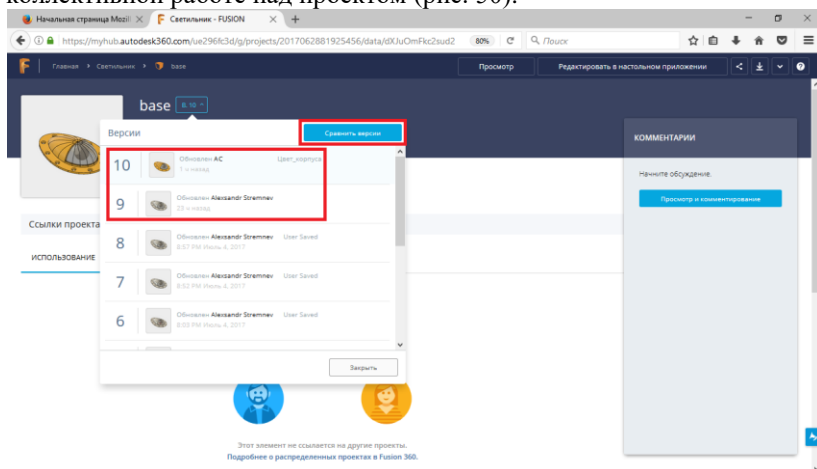 коллективной работе над проектом (рис. 50).
Начальная страница Mozil
Светильник - FUSION
https://myhub.autodesk360.com/ue296fc3d/g/projects/2017062881925456/data/dXJuOmFkc2sud2
80%
Поиск
Главная > Светильник > base
Просмотр
Редактировать в настольном приложении
base
В. 10
Версии
Сравнить версии
КОММЕНТАРИИ
10
Обновлен АС
Цвет_корпуса
1 ч назад
Начните обсуждение.
9
Обновлен Alexsandr Stremnev
23 ч назад
Просмотр и комментирование
Ссылки проекта
8
Обновлен Alexsandr Stremnev
User Saved
8:57 PM Июль 4, 2017
ИСПОЛЬЗОВАНИЕ
7
Обновлен Alexsandr Stremnev
User Saved
8:52 PM Июль 4, 2017
6
Обновлен Alexsandr Stremnev
User Saved
8:03 PM Июль 4, 2017
Закрыть
Этот элемент не ссылается на другие проекты.
Подробнее о распределенных проектах в Fusion 360.